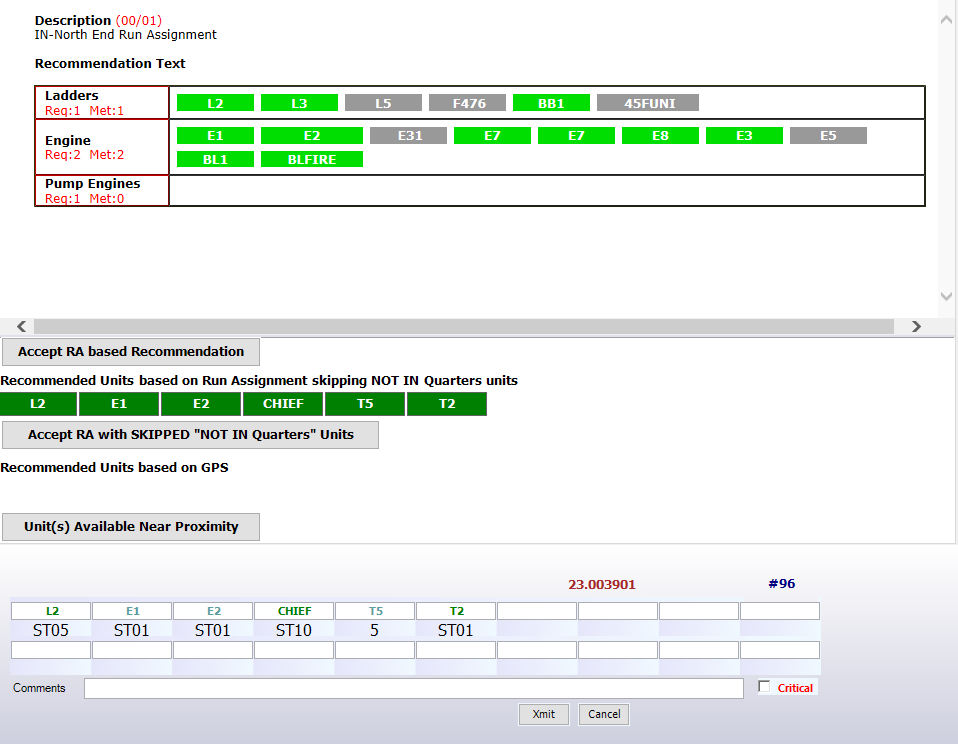 Description (00/01)
IN-North End Run Assignment
Recommendation Text
Ladders
Req:1 Met:1
L2 L3 L5 F476 BB1 45FUNI
Engine
Req:2 Met:2
E1 E2 E31 E7 E7 E8 E3 E5
BL1 BLFIRE
Pump Engines
Req:1 Met:0
Accept RA based Recommendation
Recommended Units based on Run Assignment skipping NOT IN Quarters units
L2 E1 E2 CHIEF T5 T2
Accept RA with SKIPPED "NOT IN Quarters" Units
Recommended Units based on GPS
Unit(s) Available Near Proximity
23.003901 #96
L2 E1 E2 CHIEF T5 T2
ST05 ST01 ST01 ST10 5 ST01
Comments Critical
Xmit Cancel